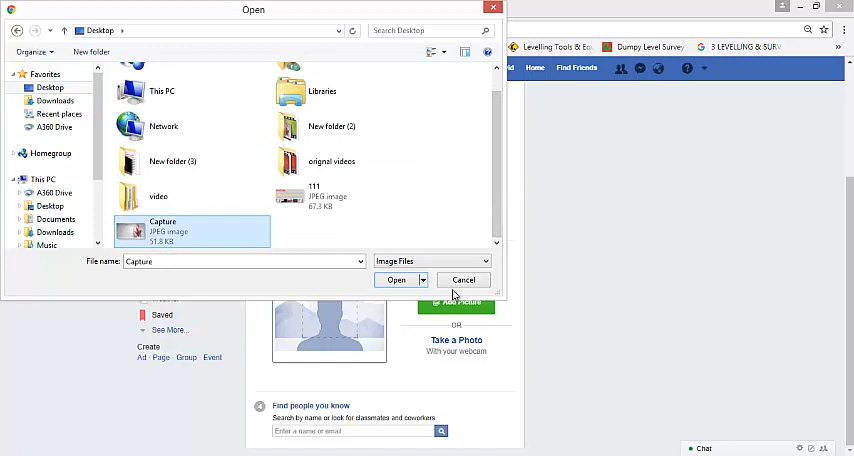 Open
Desktop
Search Desktop
Organize
New folder
Levelling Tools & Eq
Dumpy Level Survey
3 LEVELLING & SURV
»
Home
Find Friends
Favorites
Desktop
Downloads
Recent places
A360 Drive
Homegroup
This PC
A360 Drive
Desktop
Documents
Downloads
Music
This PC
Libraries
Network
New folder (2)
New folder (3)
orignal videos
video
111
JPEG image
67.3 KB
Capture
JPEG image
51.8 KB
File name:
Capture
Image Files
Open
Cancel
Add Picture
OR
Take a Photo
With your webcam
Saved
See More...
Create
Ad · Page · Group · Event
4
Find people you know
Search by name or look for classmates and coworkers
Enter a name or email
Chat